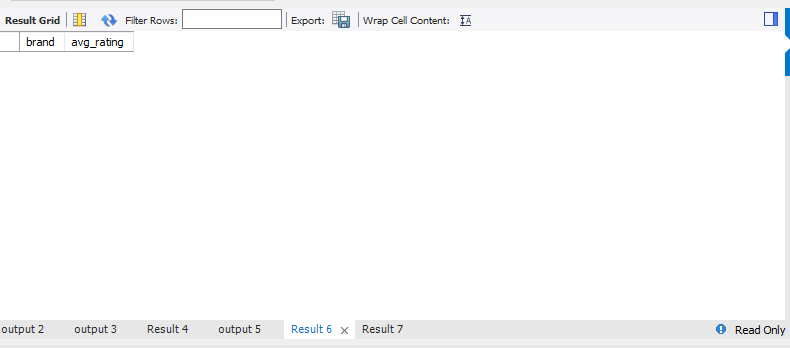 Result Grid Filter Rows: Export: Wrap Cell Content: A
brand avg_rating
output 2 output 3 Result 4 output 5 Result 6 Result 7 Read Only